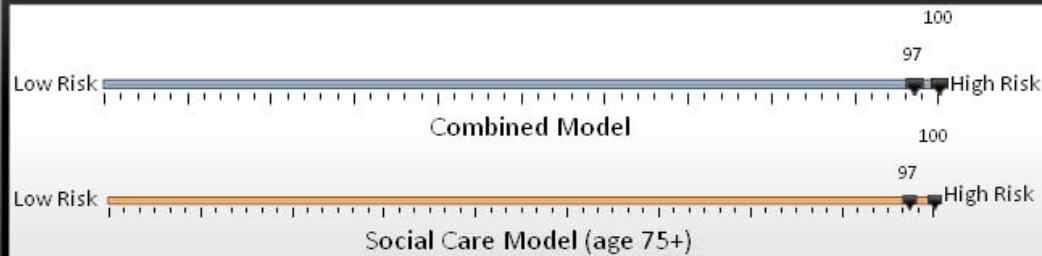 100
97
Low Risk High Risk
Combined Model
100
97
Low Risk High Risk
Social Care Model (age 75+)